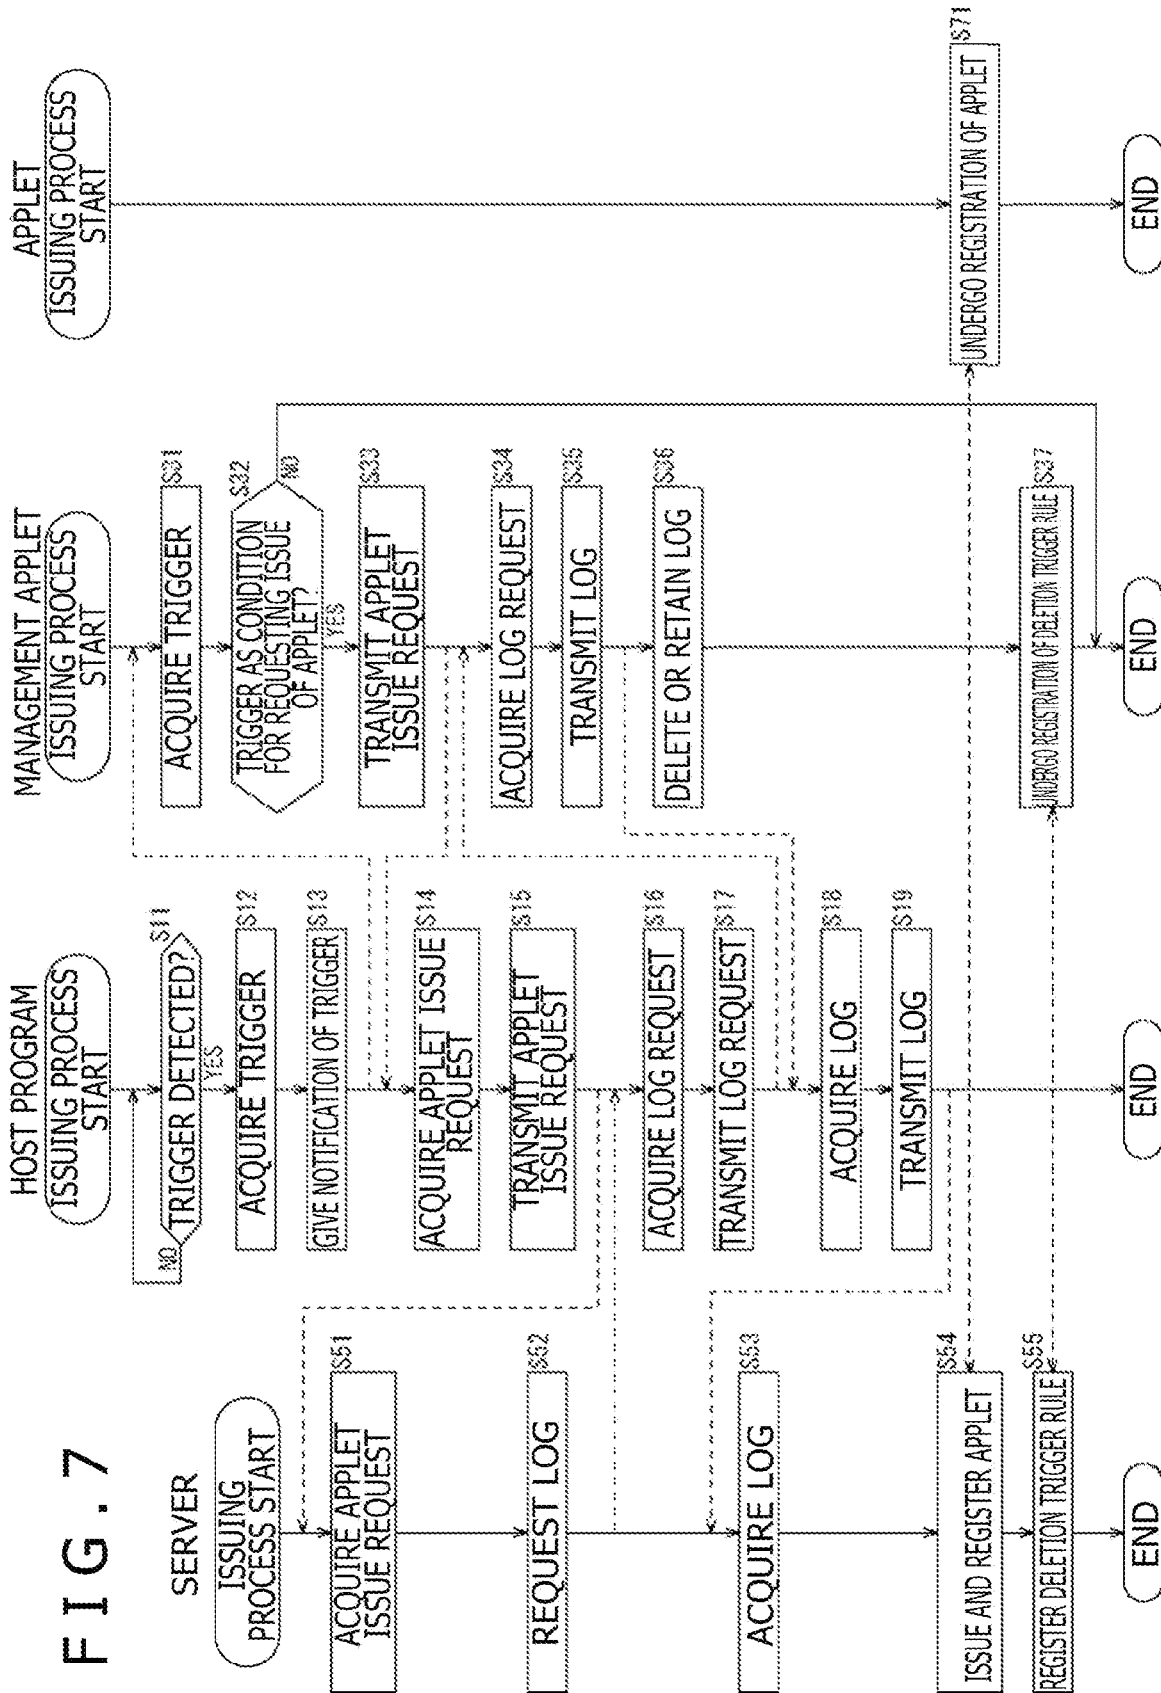 FIG. 7
SERVER
ISSUING
PROCESS START
ACQUIRE APPLET
ISSUE REQUEST
S51
REQUEST LOG
S52
ACQUIRE LOG
S53
ISSUE AND REGISTER APPLET
S54
REGISTER DELETION TRIGGER RULE
S55
END
HOST PROGRAM
ISSUING PROCESS
START
TRIGGER DETECTED?
S11
NO
YES
ACQUIRE TRIGGER
S12
GIVE NOTIFICATION OF TRIGGER
S13
ACQUIRE APPLET ISSUE
REQUEST
S14
TRANSMIT APPLET
ISSUE REQUEST
S15
ACQUIRE LOG REQUEST
S16
TRANSMIT LOG REQUEST
S17
ACQUIRE LOG
S18
TRANSMIT LOG
S19
END
MANAGEMENT APPLET
ISSUING PROCESS
START
ACQUIRE TRIGGER
S31
TRIGGER AS CONDITION
FOR REQUESTING ISSUE
OF APPLET?
S32
NO
YES
TRANSMIT APPLET
ISSUE REQUEST
S33
ACQUIRE LOG REQUEST
S34
TRANSMIT LOG
S35
DELETE OR RETAIN LOG
S36
UNDERGO REGISTRATION OF DELETION TRIGGER RULE
S37
END
APPLET
ISSUING PROCESS
START
UNDERGO REGISTRATION OF APPLET
S71
END